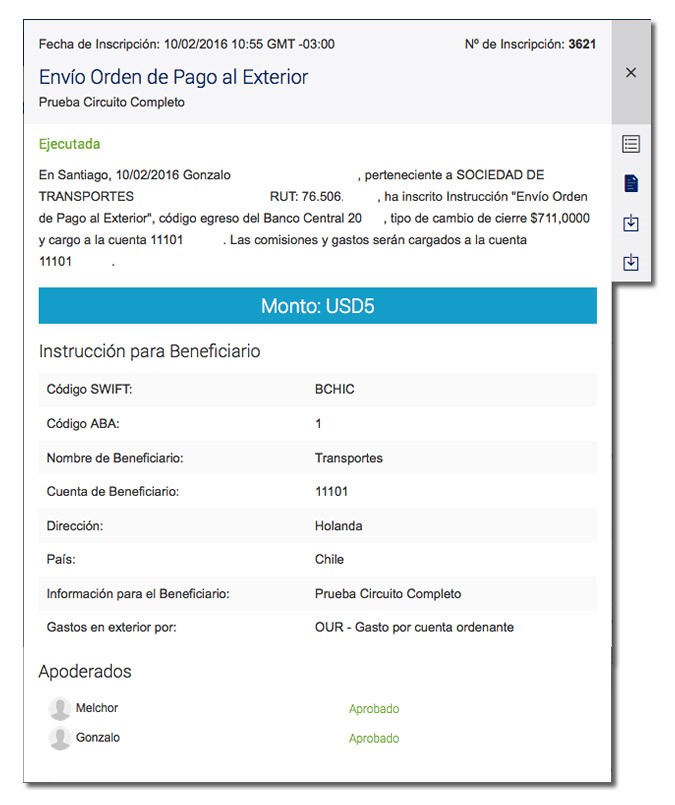 Fecha de Inscripción: 10/02/2016 10:55 GMT -03:00 Nº de Inscripción: 3621
Envío Orden de Pago al Exterior
Prueba Circuito Completo
Ejecutada
En Santiago, 10/02/2016 Gonzalo , perteneciente a SOCIEDAD DE
TRANSPORTES RUT: 76.506. , ha inscrito Instrucción "Envío Orden
de Pago al Exterior", código egreso del Banco Central 20 , tipo de cambio de cierre $711,0000
y cargo a la cuenta 11101 . Las comisiones y gastos serán cargados a la cuenta
11101 .
Monto: USD5
Instrucción para Beneficiario
Código SWIFT: BCHIC
Código ABA: 1
Nombre de Beneficiario: Transportes
Cuenta de Beneficiario: 11101
Dirección: Holanda
País: Chile
Información para el Beneficiario: Prueba Circuito Completo
Gastos en exterior por: OUR - Gasto por cuenta ordenante
Apoderados
Melchor Aprobado
Gonzalo Aprobado